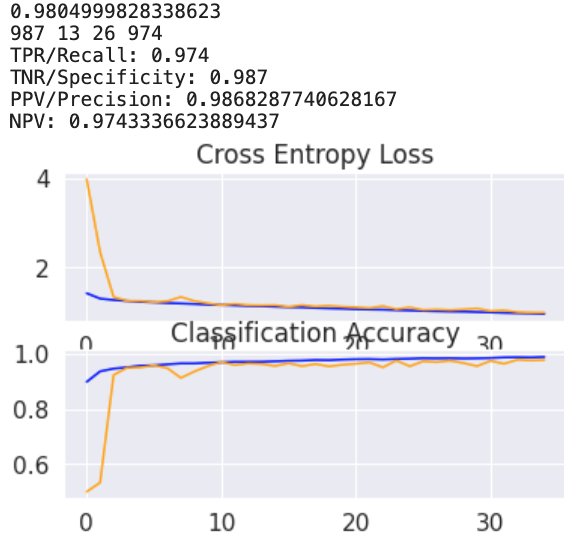 0.9804999828338623
987 13 26 974
TPR/Recall: 0.974
TNR/Specificity: 0.987
PPV/Precision: 0.9868287740628167
NPV: 0.9743336623889437
Cross Entropy Loss
4
2
0 10 20 30
Classification Accuracy
1.0
0.8
0.6
0 10 20 30